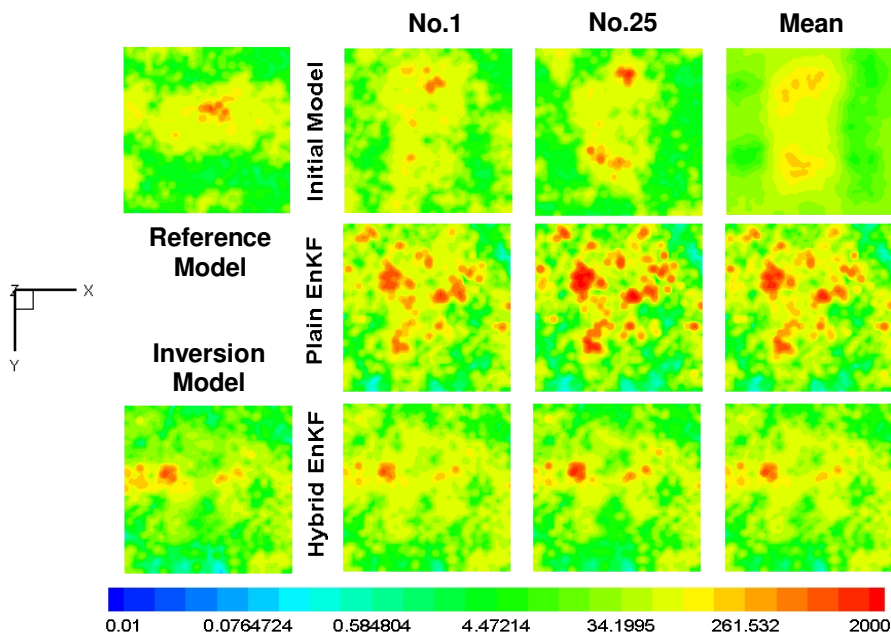 No.1 No.25 Mean
Initial Model
Reference
Model
Z X
Y
Plain EnKF
Inversion
Model
Hybrid EnKF
0.01 0.0764724 0.584804 4.47214 34.1995 261.532 2000